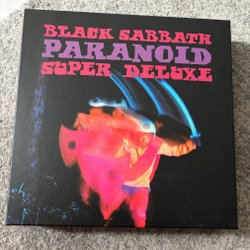 BLACK SABBATH
PARANOID
SUPER DELUXE